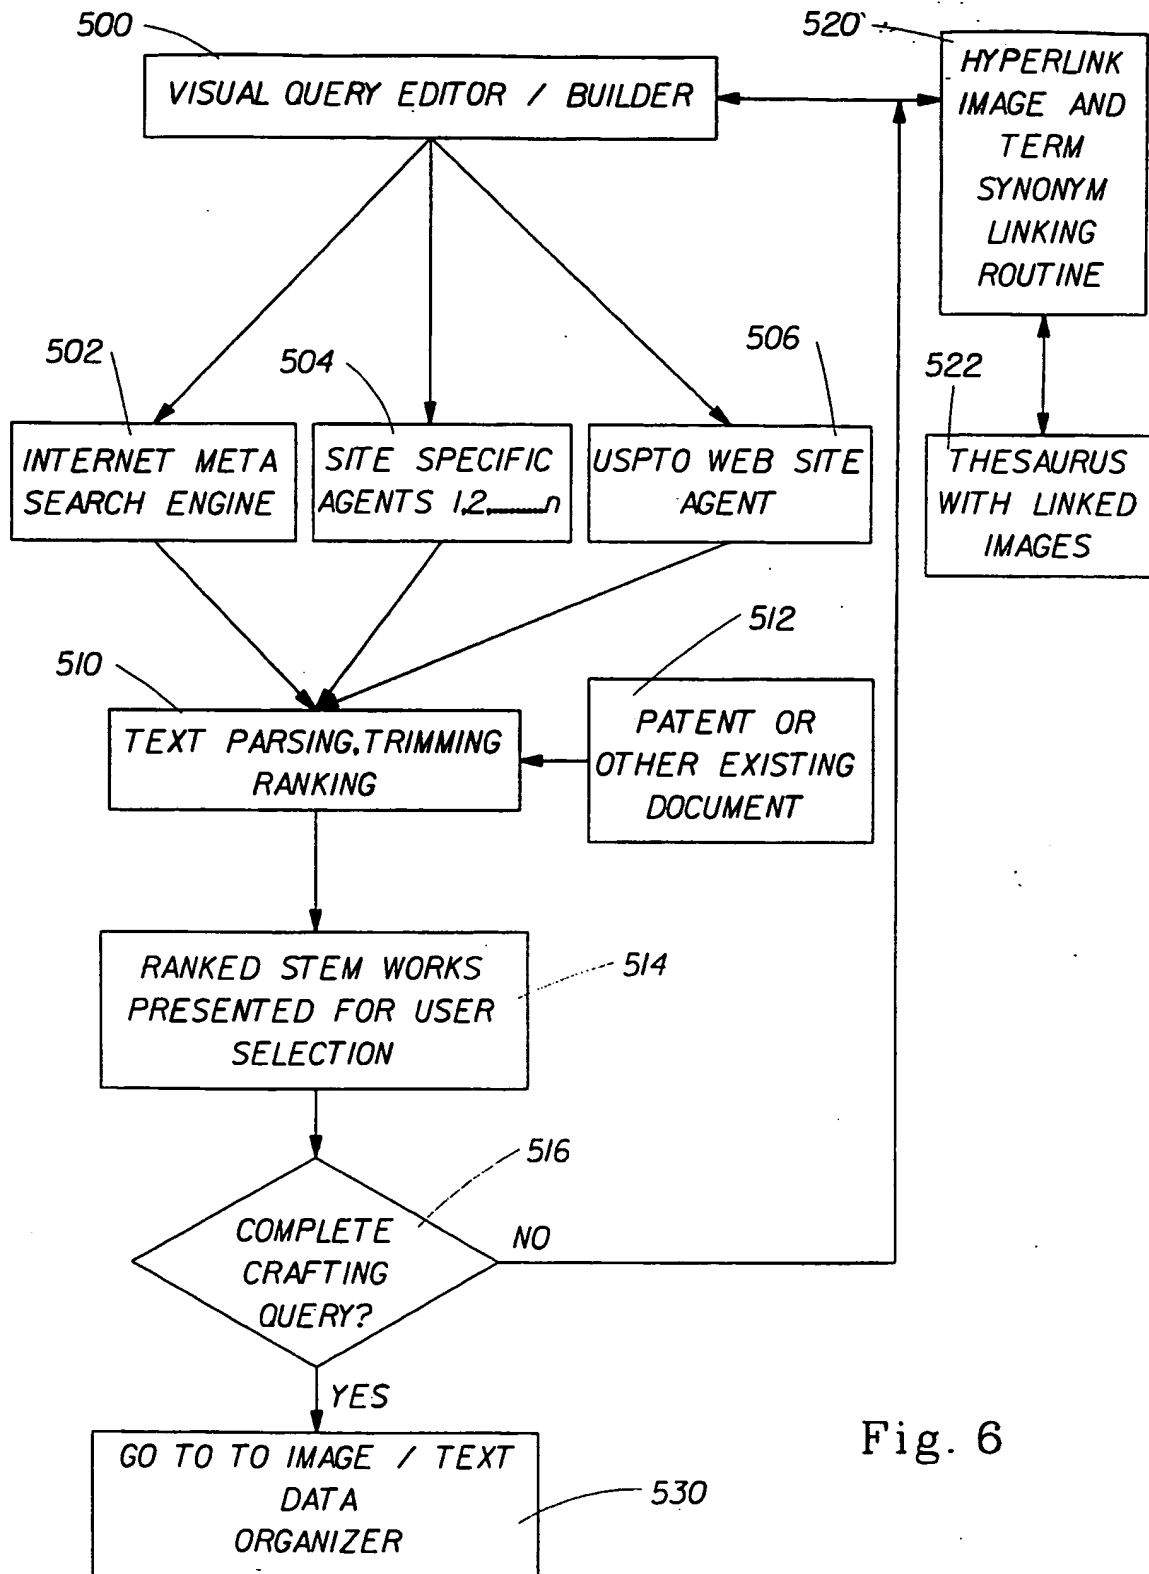 500
VISUAL QUERY EDITOR / BUILDER
520
HYPERLINK
IMAGE AND
TERM
SYNONYM
LINKING
ROUTINE
502
INTERNET META
SEARCH ENGINE
504
SITE SPECIFIC
AGENTS 1,2,........n
506
USPTO WEB SITE
AGENT
522
THESAURUS
WITH LINKED
IMAGES
510
TEXT PARSING,TRIMMING
RANKING
512
PATENT OR
OTHER EXISTING
DOCUMENT
RANKED STEM WORKS
PRESENTED FOR USER
SELECTION
514
516
COMPLETE
CRAFTING
QUERY?
NO
YES
GO TO TO IMAGE / TEXT
DATA
ORGANIZER
530
Fig. 6